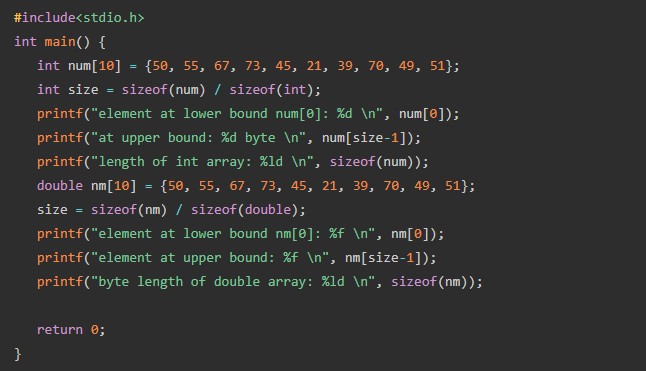 #include<stdio.h>
int main() {
int num[10] = {50, 55, 67, 73, 45, 21, 39, 70, 49, 51};
int size = sizeof(num) / sizeof(int);
printf("element at lower bound num[0]: %d \n", num[0]);
printf("at upper bound: %d byte \n", num[size-1]);
printf("length of int array: %ld \n", sizeof(num));
double nm[10] = {50, 55, 67, 73, 45, 21, 39, 70, 49, 51};
size = sizeof(nm) / sizeof(double);
printf("element at lower bound nm[0]: %f \n", nm[0]);
printf("element at upper bound: %f \n", nm[size-1]);
printf("byte length of double array: %ld \n", sizeof(nm));
return 0;
}